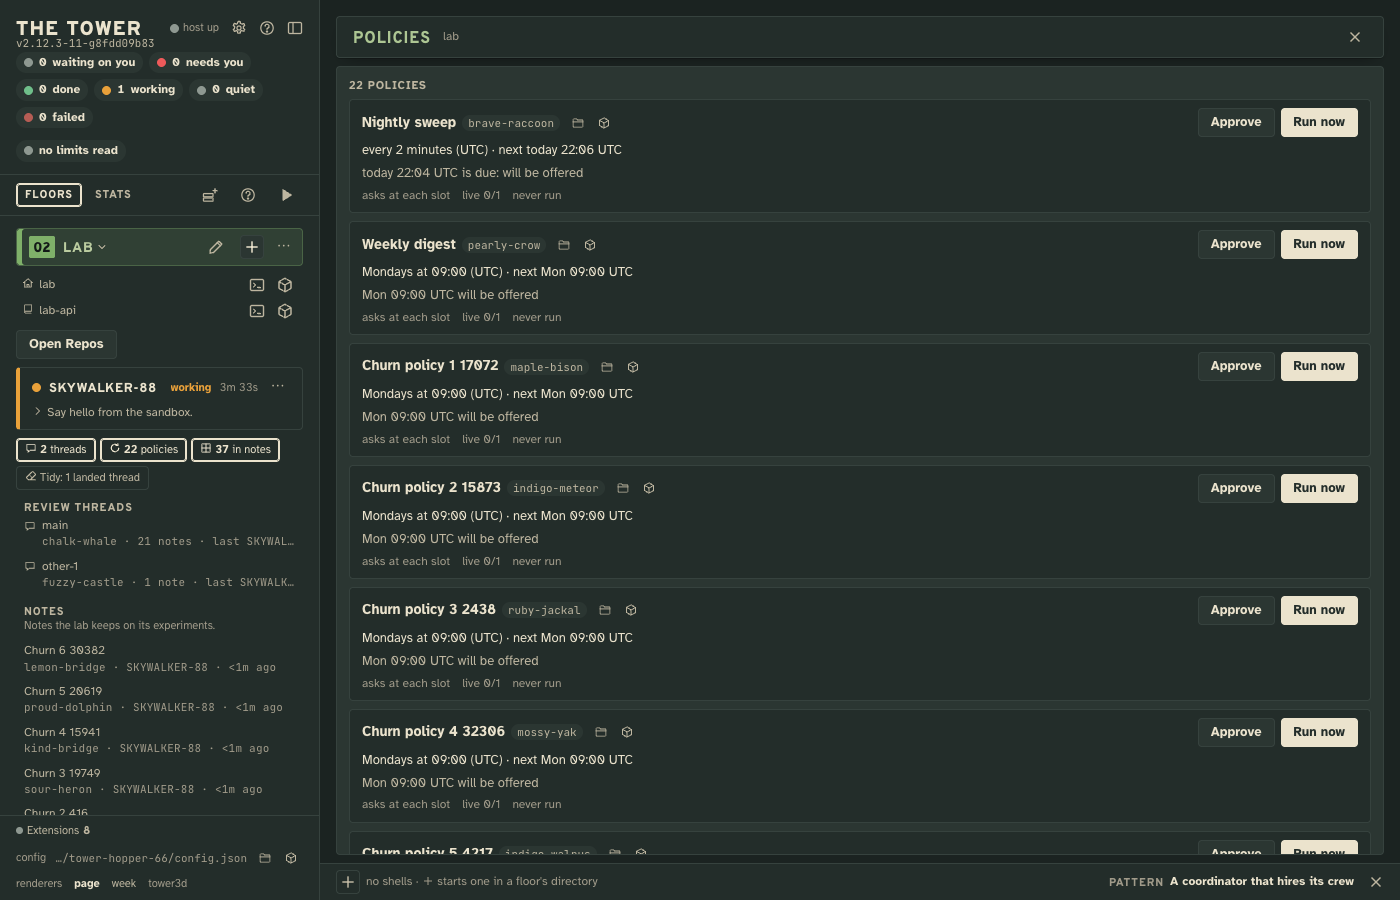 THE TOWER
host up
v2.12.3-11-g8fdd09b83
0 waiting on you
0 needs you
0 done
1 working
0 quiet
0 failed
no limits read
FLOORS
STATS
02 LAB
lab
lab-api
Open Repos
SKYWALKER-88 working 3m 33s
Say hello from the sandbox.
2 threads
22 policies
37 in notes
Tidy: 1 landed thread
REVIEW THREADS
main
chalk-whale · 21 notes · last SKYWAL…
other-1
fuzzy-castle · 1 note · last SKYWALK…
NOTES
Notes the lab keeps on its experiments.
Churn 6 30382
lemon-bridge · SKYWALKER-88 · <1m ago
Churn 5 20619
proud-dolphin · SKYWALKER-88 · <1m ago
Churn 4 15941
kind-bridge · SKYWALKER-88 · <1m ago
Churn 3 19749
sour-heron · SKYWALKER-88 · <1m ago
Churn 2 416
Extensions 8
config …/tower-hopper-66/config.json
renderers page week tower3d
POLICIES lab
22 POLICIES
Nightly sweep brave-raccoon
Approve
Run now
every 2 minutes (UTC) · next today 22:06 UTC
today 22:04 UTC is due: will be offered
asks at each slot live 0/1 never run
Weekly digest pearly-crow
Approve
Run now
Mondays at 09:00 (UTC) · next Mon 09:00 UTC
Mon 09:00 UTC will be offered
asks at each slot live 0/1 never run
Churn policy 1 17072 maple-bison
Approve
Run now
Mondays at 09:00 (UTC) · next Mon 09:00 UTC
Mon 09:00 UTC will be offered
asks at each slot live 0/1 never run
Churn policy 2 15873 indigo-meteor
Approve
Run now
Mondays at 09:00 (UTC) · next Mon 09:00 UTC
Mon 09:00 UTC will be offered
asks at each slot live 0/1 never run
Churn policy 3 2438 ruby-jackal
Approve
Run now
Mondays at 09:00 (UTC) · next Mon 09:00 UTC
Mon 09:00 UTC will be offered
asks at each slot live 0/1 never run
Churn policy 4 32306 mossy-yak
Approve
Run now
Mondays at 09:00 (UTC) · next Mon 09:00 UTC
Mon 09:00 UTC will be offered
asks at each slot live 0/1 never run
Churn policy 5 4217 indigo-walrus
Approve
Run now
no shells · + starts one in a floor's directory
PATTERN A coordinator that hires its crew